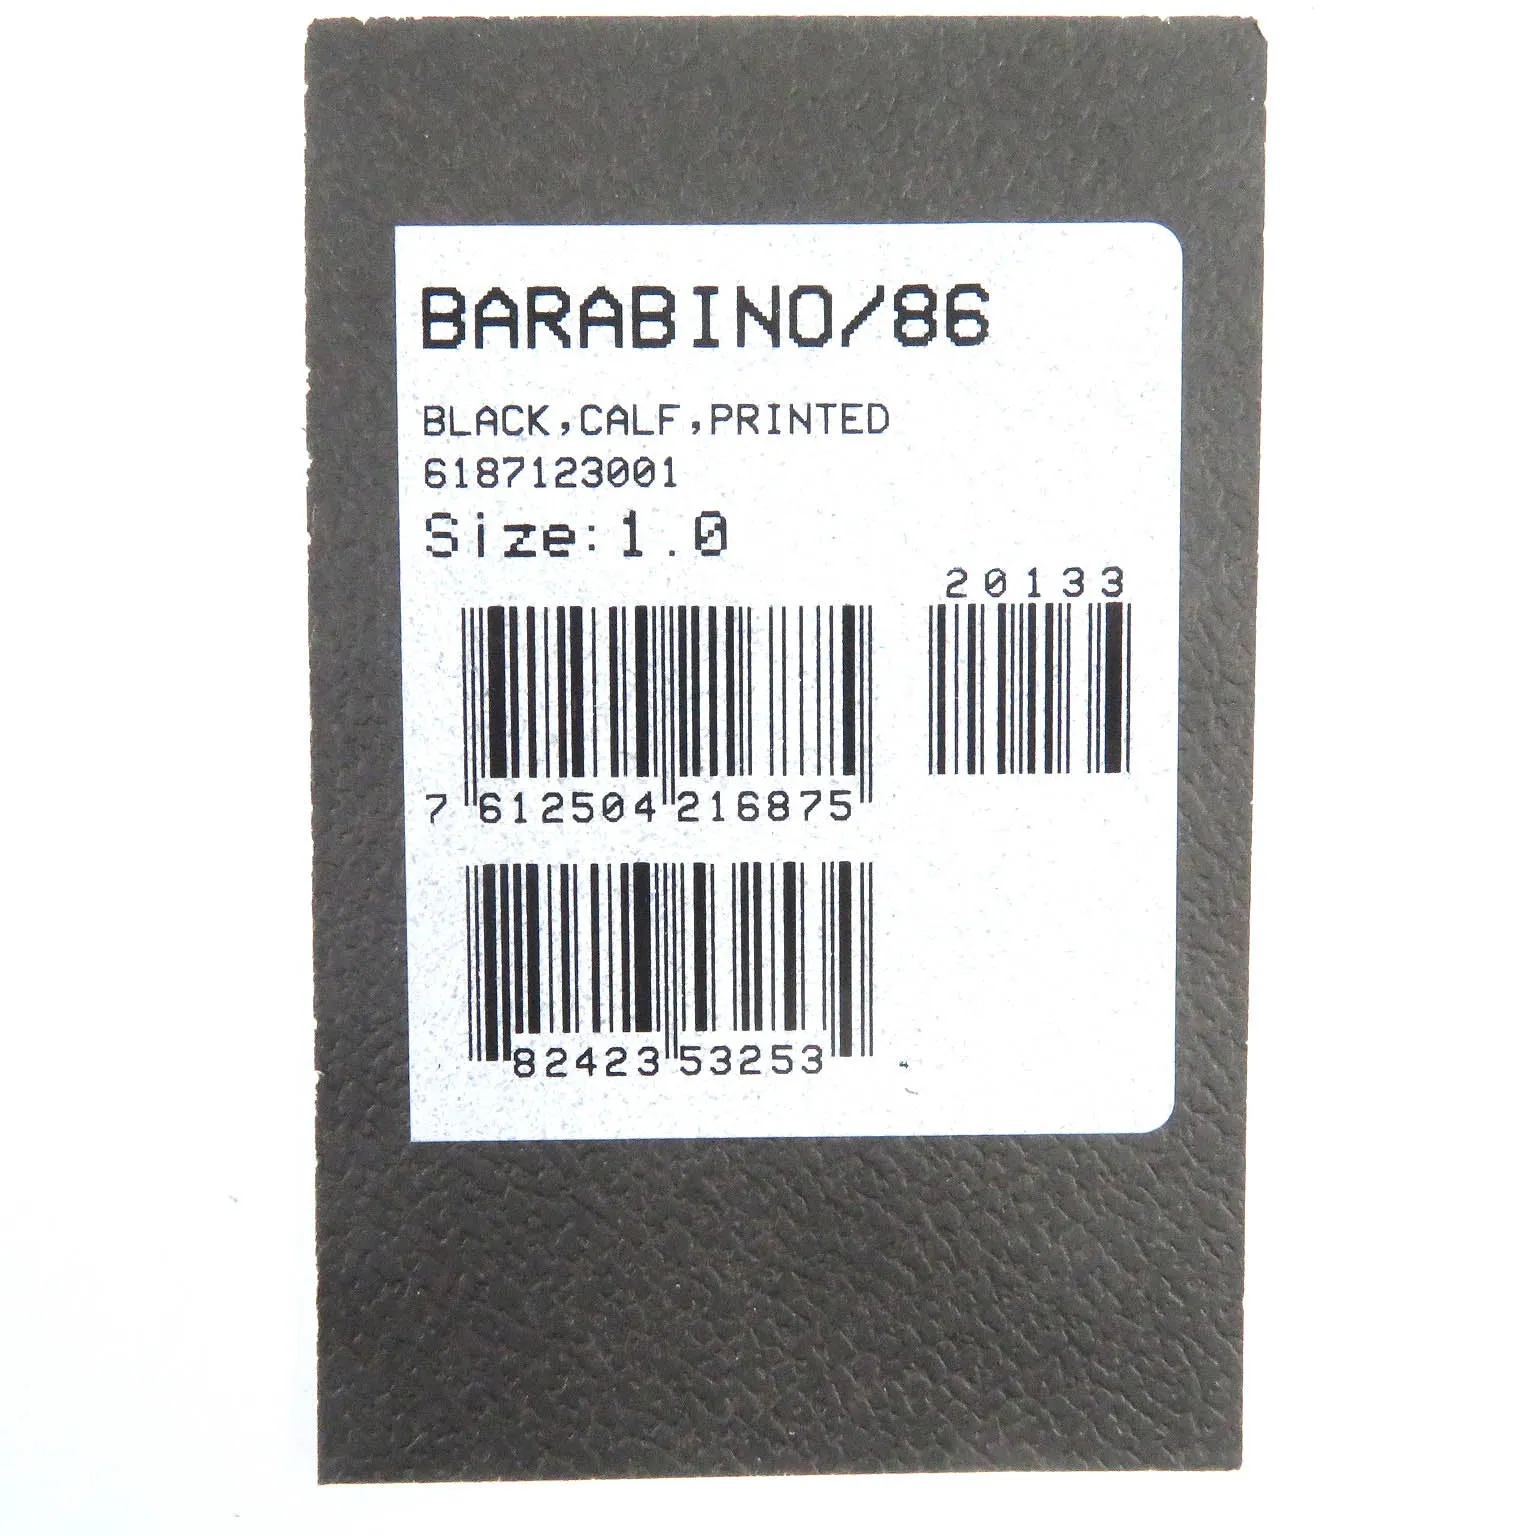 BARABINO/86
BLACK,CALF,PRINTED
6187123001
Size:1.0
20133
7 612504 216875
82423 53253